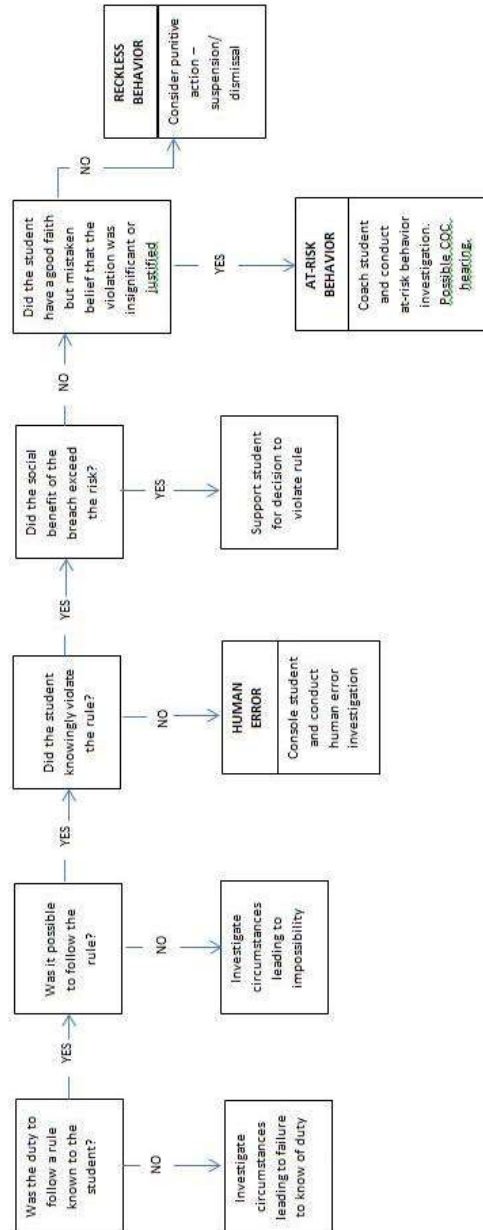 Was the duty to
follow a rule
known to the
student?
YES
NO
Investigate
circumstances
leading to failure
to know of duty
Was it possible
to follow the
rule?
YES
NO
Investigate
circumstances
leading to
impossibility
Did the student
knowingly violate
the rule?
YES
NO
HUMAN
ERROR
Console student
and conduct
human error
investigation
Did the social
benefit of the
breach exceed
the risk?
NO
YES
Support student
for decision to
violate rule
Did the student
have a good faith
but mistaken
belief that the
violation was
insignificant or
justified
NO
YES
AT-RISK
BEHAVIOR
Coach student
and conduct
at-risk behavior
investigation.
Possible COC
hearing.
RECKLESS
BEHAVIOR
Consider punitive
action –
suspension/
dismissal